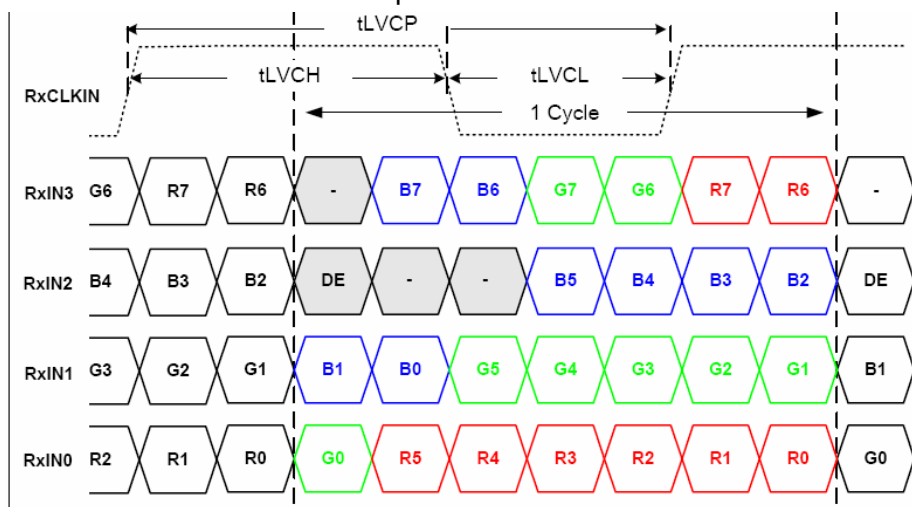 tLVCP
tLVCH tLVCL
RxCLKIN
1 Cycle
RxIN3 G6 R7 R6 - B7 B6 G7 G6 R7 R6 -
RxIN2 B4 B3 B2 DE - - B5 B4 B3 B2 DE
RxIN1 G3 G2 G1 B1 B0 G5 G4 G3 G2 G1 B1
RxIN0 R2 R1 R0 G0 R5 R4 R3 R2 R1 R0 G0